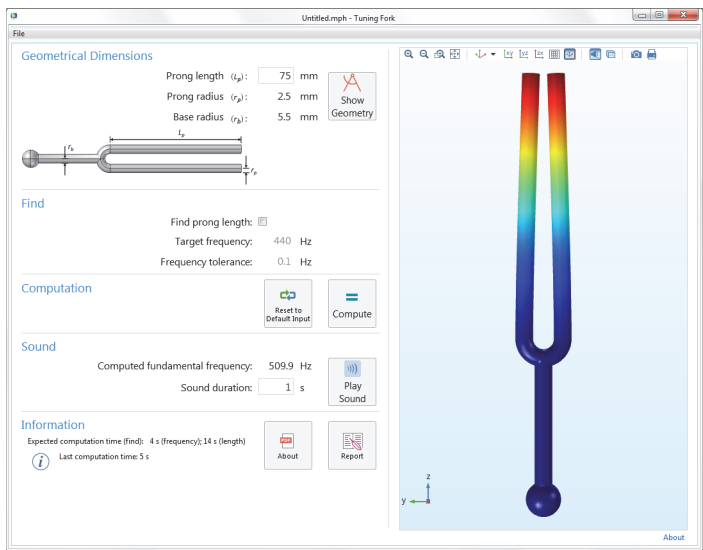 Untitled.mph - Tuning Fork
File
Geometrical Dimensions
Prong length (Lp): 75 mm
Prong radius (rp): 2.5 mm
Base radius (rb): 5.5 mm
Show
Geometry
Lp
rb
rp
Find
Find prong length:
Target frequency: 440 Hz
Frequency tolerance: 0.1 Hz
Computation
Reset to
Default Input
Compute
Sound
Computed fundamental frequency: 509.9 Hz
Sound duration: 1 s
Play
Sound
Information
Expected computation time (find): 4 s (frequency); 14 s (length)
i Last computation time: 5 s
PDF
About
Report
xy yz zx
z
y
About